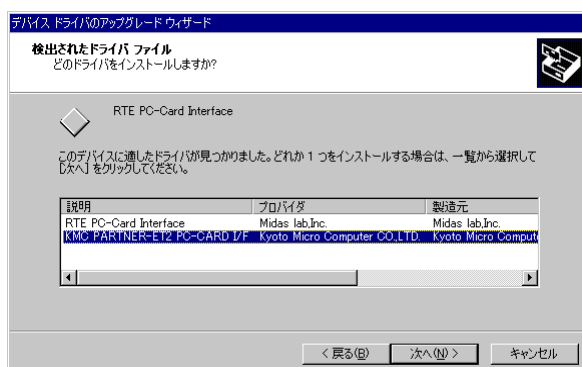 デバイス ドライバのアップグレード ウィザード
検出されたドライバ ファイル
どのドライバをインストールしますか?
RTE PC-Card Interface
このデバイスに適したドライバが見つかりました。どれか 1 つをインストールする場合は、一覧から選択して
[次へ] をクリックしてください。
説明 プロバイダ 製造元
RTE PC-Card Interface Midas lab,Inc. Midas lab,Inc.
KMC PARTNER-ET2 PC-CARD I/F Kyoto Micro Computer CO.,LTD. Kyoto Micro Compute
< 戻る(B) 次へ(N) > キャンセル